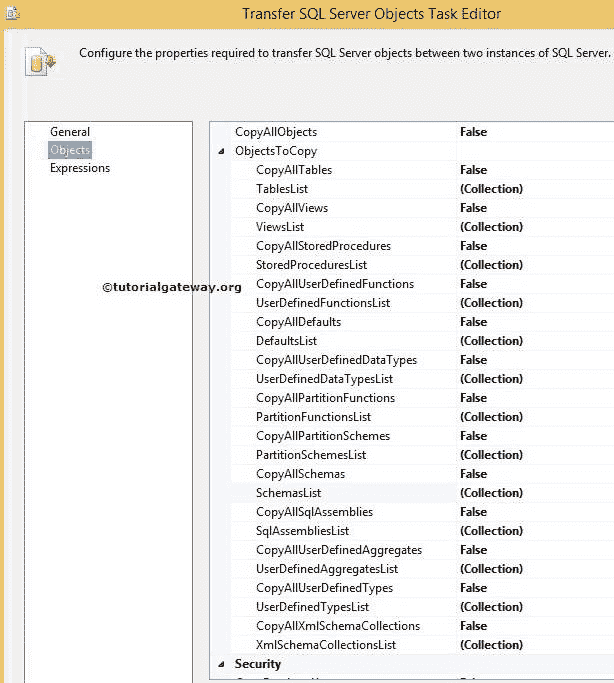 Transfer SQL Server Objects Task Editor
Configure the properties required to transfer SQL Server objects between two instances of SQL Server.
General
Objects
Expressions
©tutorialgateway.org
CopyAllObjects False
ObjectsToCopy
CopyAllTables False
TablesList (Collection)
CopyAllViews False
ViewsList (Collection)
CopyAllStoredProcedures False
StoredProceduresList (Collection)
CopyAllUserDefinedFunctions False
UserDefinedFunctionsList (Collection)
CopyAllDefaults False
DefaultsList (Collection)
CopyAllUserDefinedDataTypes False
UserDefinedDataTypesList (Collection)
CopyAllPartitionFunctions False
PartitionFunctionsList (Collection)
CopyAllPartitionSchemes False
PartitionSchemesList (Collection)
CopyAllSchemas False
SchemasList (Collection)
CopyAllSqlAssemblies False
SqlAssembliesList (Collection)
CopyAllUserDefinedAggregates False
UserDefinedAggregatesList (Collection)
CopyAllUserDefinedTypes False
UserDefinedTypesList (Collection)
CopyAllXmlSchemaCollections False
XmlSchemaCollectionsList (Collection)
Security